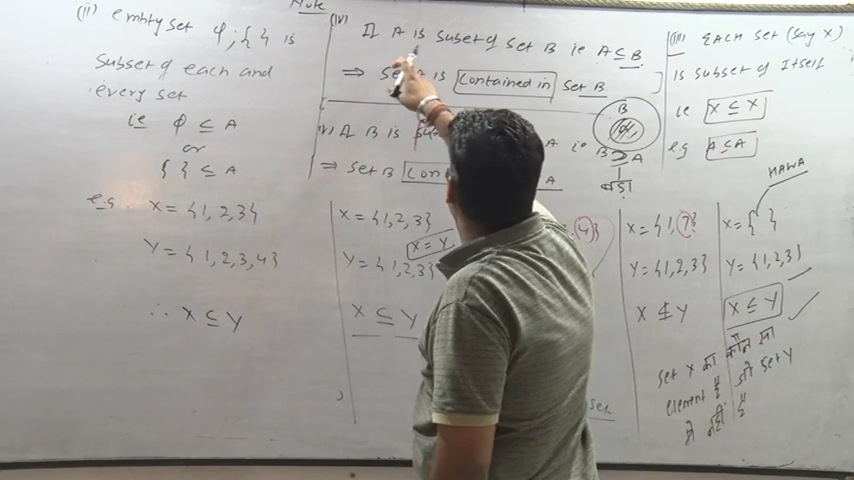 Note
(ii) empty set φ, { } is
subset of each and
every set
ie φ ⊆ A
or
{ } ⊆ A
e.g. X = {1, 2, 3}
Y = {1, 2, 3, 4}
∴ X ⊆ Y
(iv) If A is subset of set B ie A ⊆ B
⇒ Set A is contained in set B
(v) If B is A ie B ⊇ A
⇒ Set B A
B
बड़ा
X = {1, 2, 3}
X = Y
Y = {1, 2, 3}
X ⊆ Y
4}
Set
(iii) EACH set (say X)
is subset of itself
ie X ⊆ X
eg A ⊆ A
HAWA
X = {1, 7}
Y = {1, 2, 3}
X ⊈ Y
X = { }
Y = {1, 2, 3}
X ⊆ Y
set X का कौन सा
element है जो set Y
में नहीं है